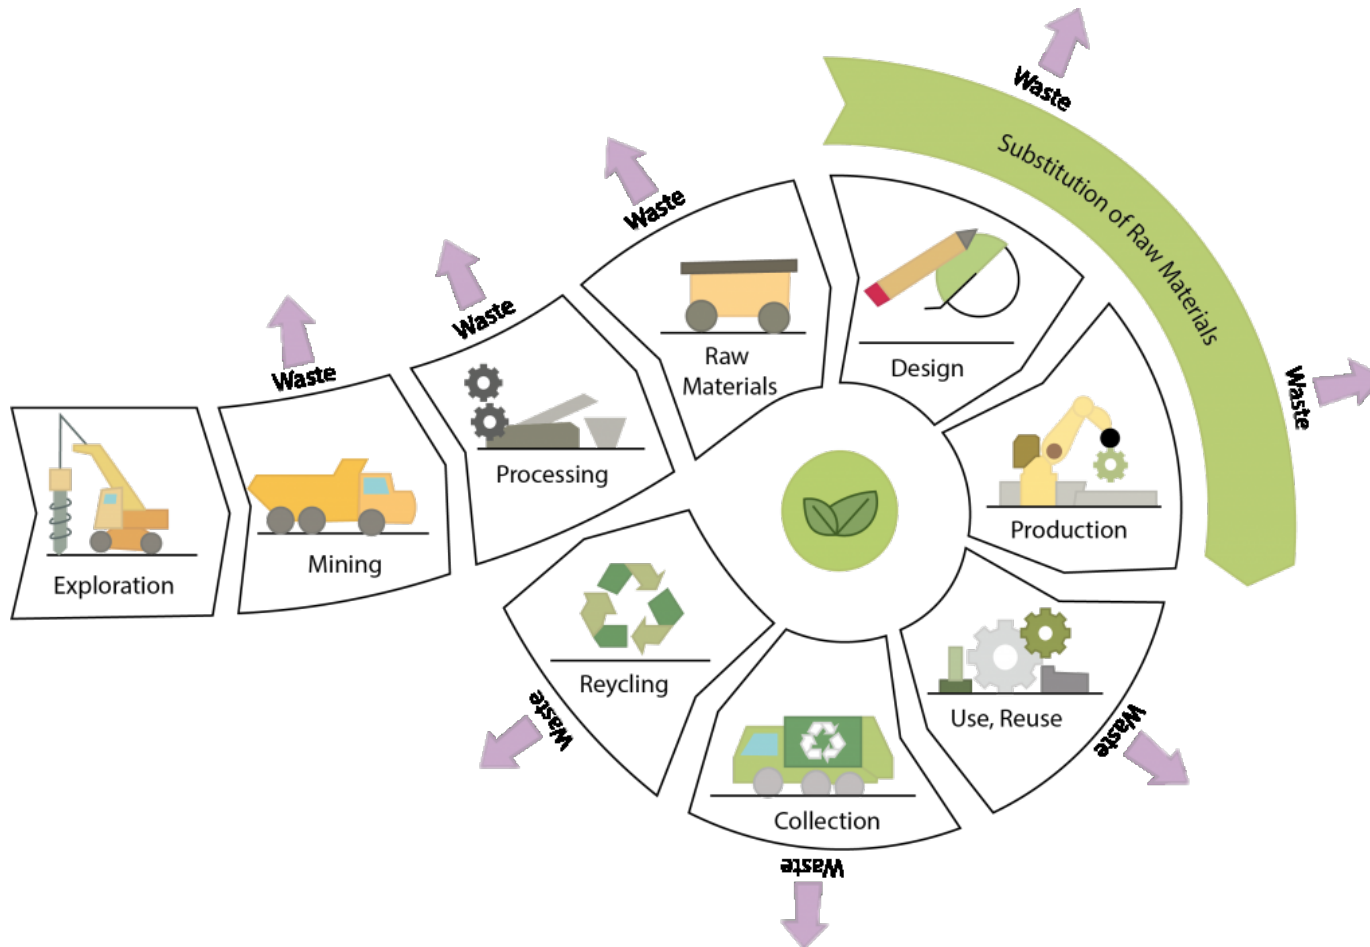 Exploration
Mining
Waste
Processing
Waste
Raw
Materials
Waste
Design
Waste
Substitution of Raw Materials
Production
Waste
Use, Reuse
Waste
Collection
Waste
Reycling
Waste